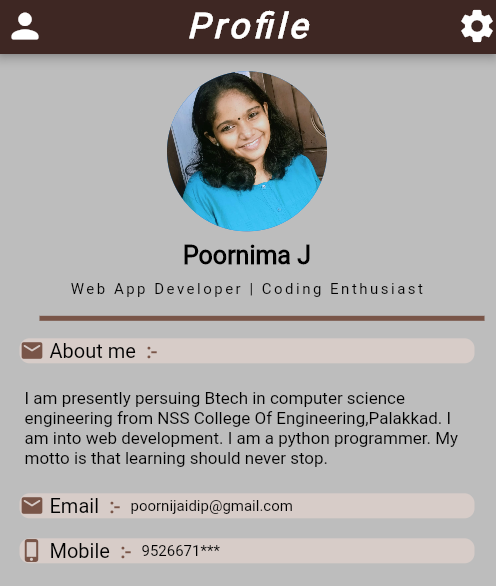 Profile
Poornima J
Web App Developer | Coding Enthusiast
About me :-
I am presently persuing Btech in computer science
engineering from NSS College Of Engineering,Palakkad. I
am into web development. I am a python programmer. My
motto is that learning should never stop.
Email :- poornijaidip@gmail.com
Mobile :- 9526671***